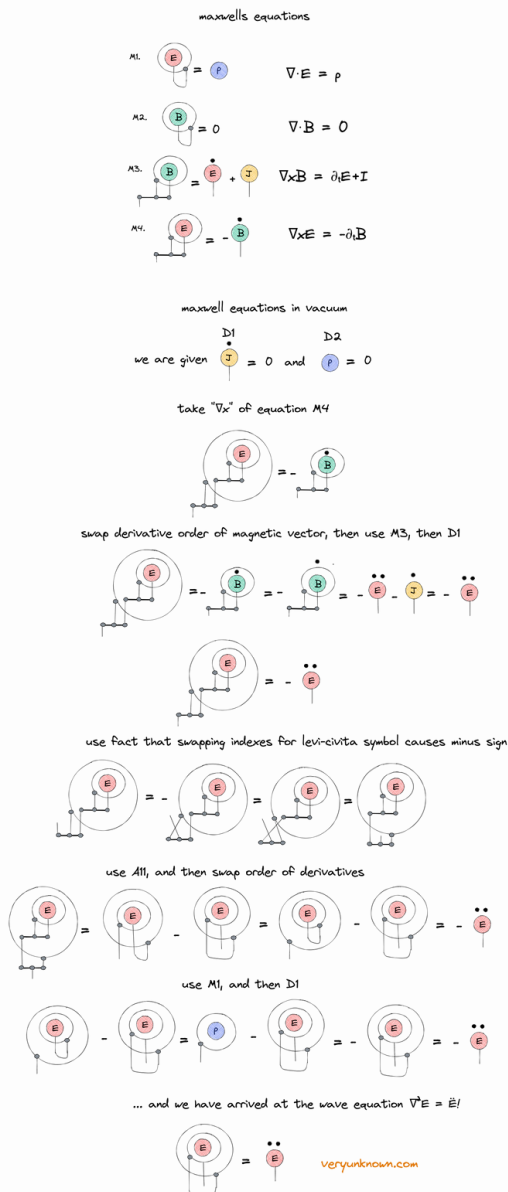 maxwells equations
M1. E = ρ ∇·E = ρ
M2. B = 0 ∇·B = 0
M3. B = E + J ∇xB = ∂ₜE+I
M4. E = - B ∇xE = -∂ₜB
maxwell equations in vacuum
D1 D2
we are given J = 0 and ρ = 0
take "∇x" of equation M4
E = - B
swap derivative order of magnetic vector, then use M3, then D1
E = - B = - B = - E - J = - E
E = - E
use fact that swapping indexes for levi-civita symbol causes minus sign
E = - E = E = E
use A11, and then swap order of derivatives
E = E - E = E - E = - E
use M1, and then D1
E - E = ρ - E = - E = - E
... and we have arrived at the wave equation ∇²E = Ë!
E = E
veryunknown.com